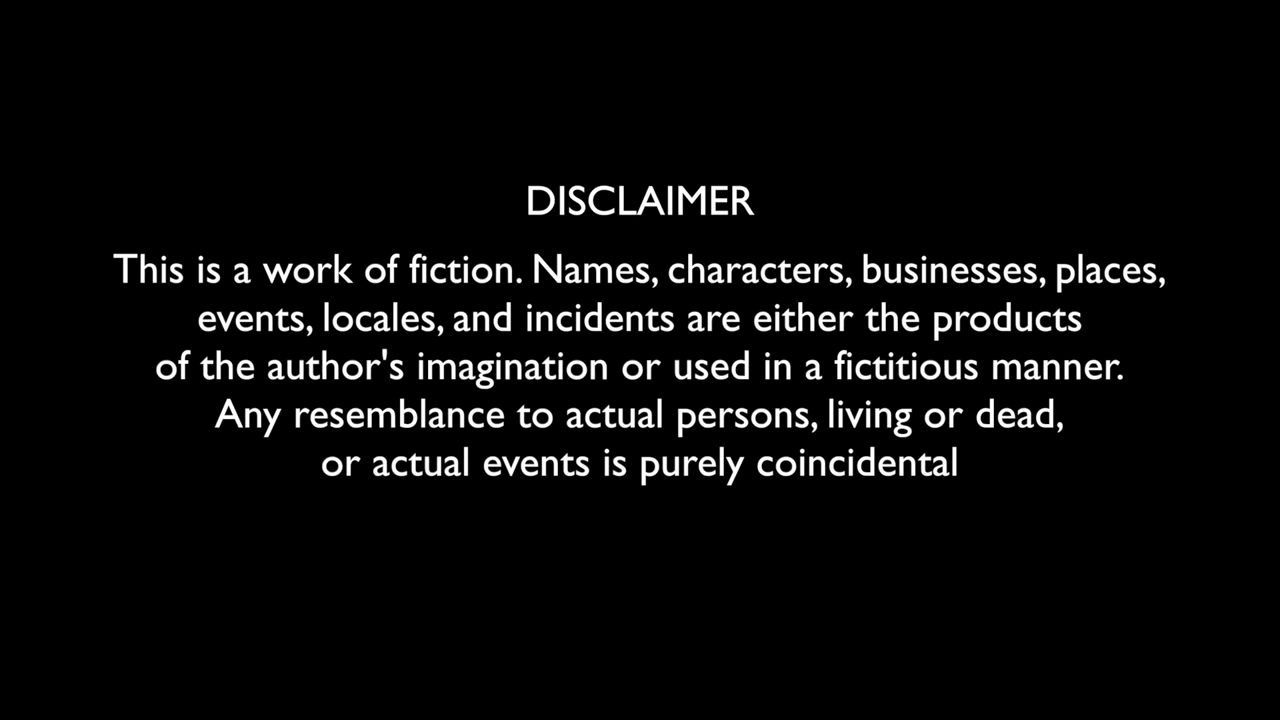 DISCLAIMER
This is a work of fiction. Names, characters, businesses, places,
events, locales, and incidents are either the products
of the author's imagination or used in a fictitious manner.
Any resemblance to actual persons, living or dead,
or actual events is purely coincidental